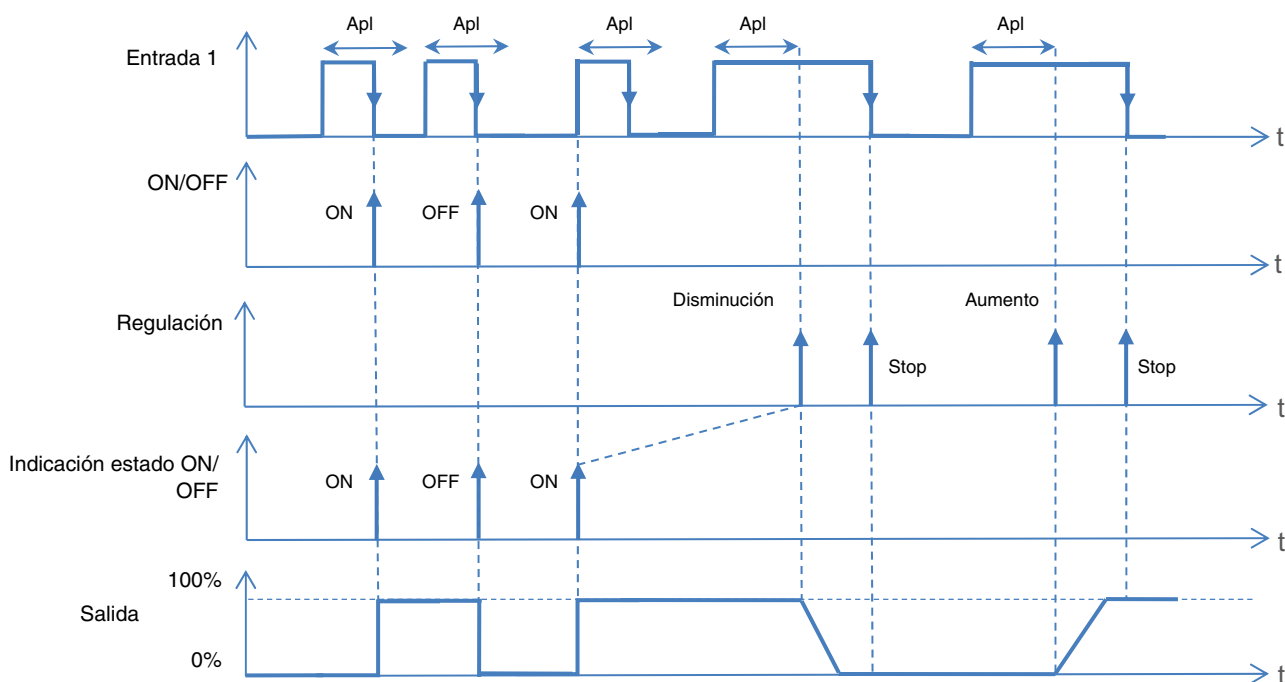 Apl Apl Apl Apl Apl
Entrada 1
t
ON/OFF
ON OFF ON
t
Disminución Aumento
Regulación
Stop Stop
t
Indicación estado ON/
OFF
ON OFF ON
t
100%
Salida
0%
t